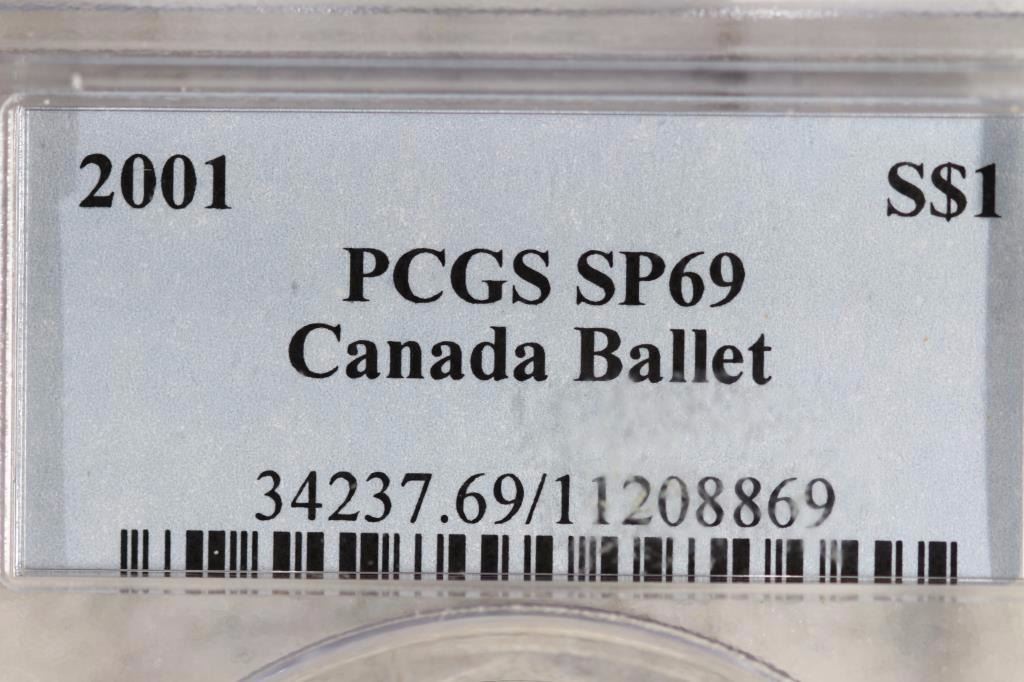 2001 S$1
PCGS SP69
Canada Ballet
34237.69/11208869